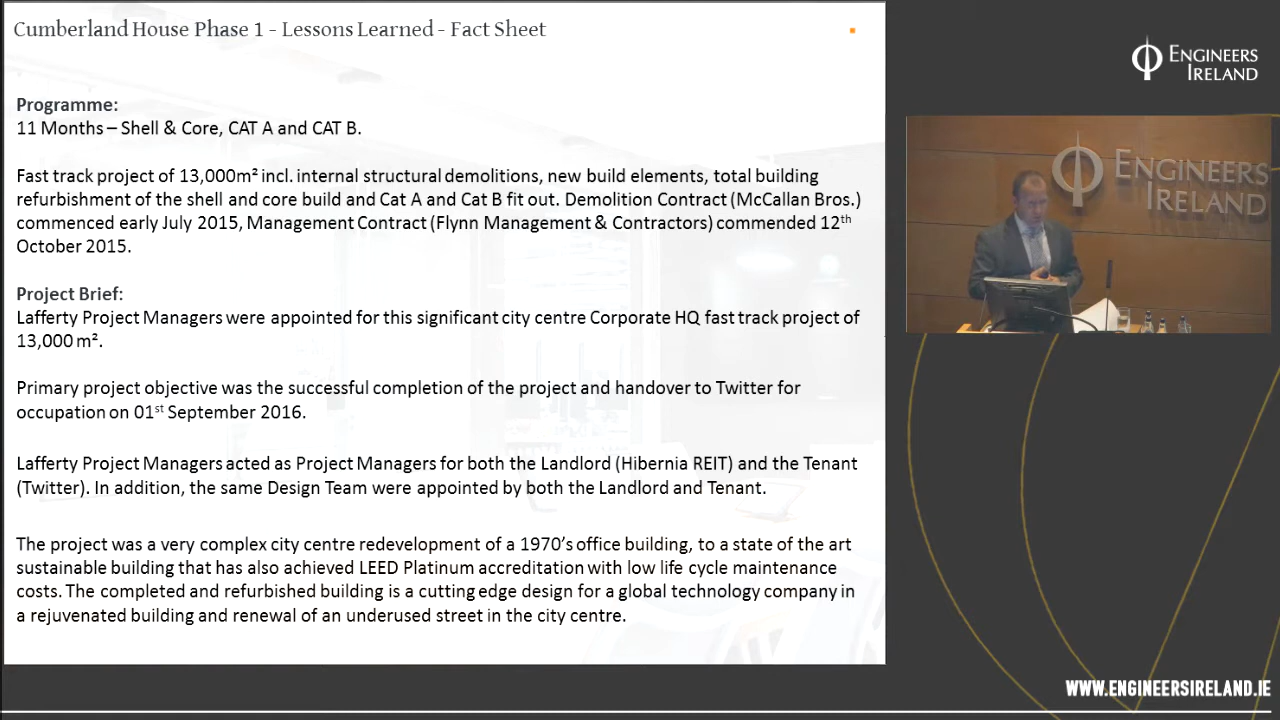 Cumberland House Phase 1 - Lessons Learned - Fact Sheet
Programme:
11 Months – Shell & Core, CAT A and CAT B.
Fast track project of 13,000m² incl. internal structural demolitions, new build elements, total building
refurbishment of the shell and core build and Cat A and Cat B fit out. Demolition Contract (McCallan Bros.)
commenced early July 2015, Management Contract (Flynn Management & Contractors) commended 12th
October 2015.
Project Brief:
Lafferty Project Managers were appointed for this significant city centre Corporate HQ fast track project of
13,000 m².
Primary project objective was the successful completion of the project and handover to Twitter for
occupation on 01st September 2016.
Lafferty Project Managers acted as Project Managers for both the Landlord (Hibernia REIT) and the Tenant
(Twitter). In addition, the same Design Team were appointed by both the Landlord and Tenant.
The project was a very complex city centre redevelopment of a 1970's office building, to a state of the art
sustainable building that has also achieved LEED Platinum accreditation with low life cycle maintenance
costs. The completed and refurbished building is a cutting edge design for a global technology company in
a rejuvenated building and renewal of an underused street in the city centre.
ENGINEERS
IRELAND
ENGINEERS
IRELAND
WWW.ENGINEERSIRELAND.IE